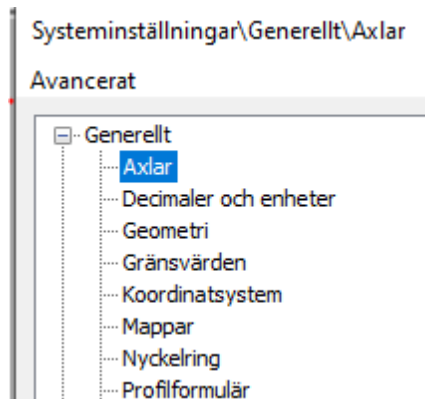 Systeminställningar\Generellt\Axlar
Avancerat
Generellt
Axlar
Decimaler och enheter
Geometri
Gränsvärden
Koordinatsystem
Mappar
Nyckelring
Profilformulär